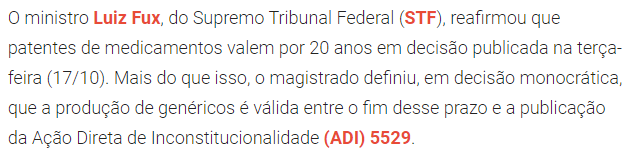 O ministro Luiz Fux, do Supremo Tribunal Federal (STF), reafirmou que
patentes de medicamentos valem por 20 anos em decisão publicada na terça-
feira (17/10). Mais do que isso, o magistrado definiu, em decisão monocrática,
que a produção de genéricos é válida entre o fim desse prazo e a publicação
da Ação Direta de Inconstitucionalidade (ADI) 5529.